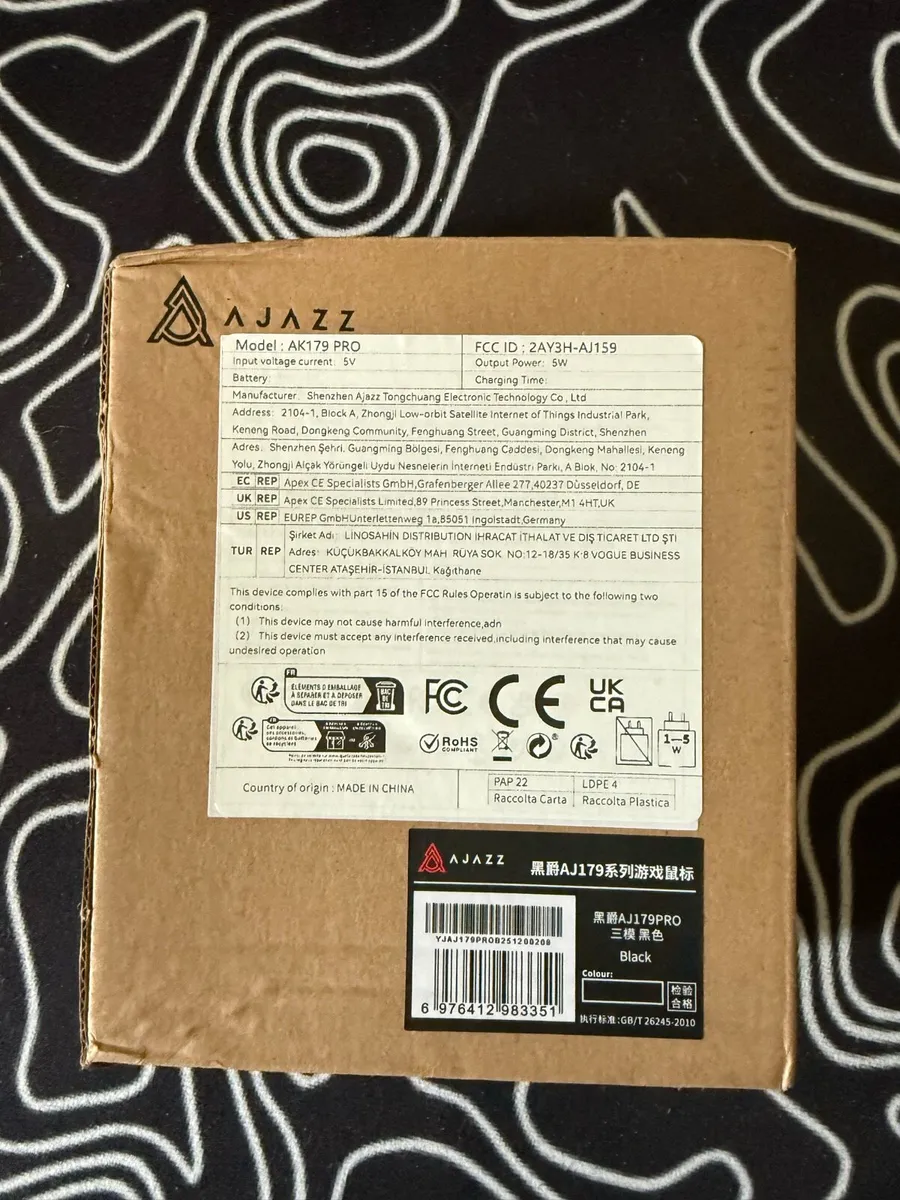 AJAZZ
Model : AK179 PRO
FCC ID ; 2AY3H-AJ159
Input voltage current: 5V
Output Power: 5W
Battery:
Charging Time:
Manufacturer: Shenzhen Ajazz Tongchuang Electronic Technology Co , Ltd
Address: 2104-1, Block A, Zhongji Low-orbit Satellite Internet of Things Industrial Park,
Keneng Road, Dongkeng Community, Fenghuang Street, Guangming District, Shenzhen
Adres: Shenzhen Şehri. Guangming Bölgesi, Fenghuang Caddesi, Dongkeng Mahallesi, Keneng
Yolu, Zhongji Alçak Yörüngeli Uydu Nesnelerin İnterneti Endüstri Parkı, A Blok, No: 2104-1
EC REP Apex CE Specialists GmbH,Grafenberger Allee 277,40237 Düsseldorf, DE
UK REP Apex CE Specialists Limited,89 Princess Street,Manchester,M1 4HT,UK
US REP EUREP GmbHUnterlettenweg 1a,85051 Ingolstadt,Germany
Şirket Adı: LİNOSAHİN DISTRIBUTION İHRACAT İTHALAT VE DIŞ TİCARET LTD ŞTİ
TUR REP Adres: KÜÇÜKBAKKALKÖY MAH RÜYA SOK NO:12-18/35 K:8 VOGUE BUSINESS
CENTER ATAŞEHİR-İSTANBUL Kağıthane
This device complies with part 15 of the FCC Rules Operatin is subject to the following two
conditions:
(1) This device may not cause harmful interference,adn
(2) This device must accept any interference received,including interference that may cause
undesired operation
FR
ÉLÉMENTS D'EMBALLAGE
À SÉPARER ET À DÉPOSER
DANS LE BAC DE TRI
BAC
DE
TRI
FC
CE
UK
CA
FR
Cet appareil,
ses accessoires,
cordons et batteries
se recyclent
RoHS
COMPLIANT
1—5
W
Country of origin : MADE IN CHINA
PAP 22
LDPE 4
Raccolta Carta
Raccolta Plastica
AJAZZ
黑爵AJ179系列游戏鼠标
YJAJ179PROB251200208
6 976412 983351
黑爵AJ179PRO
三模 黑色
Black
Colour:
检验
合格
执行标准:GB/T 26245-2010